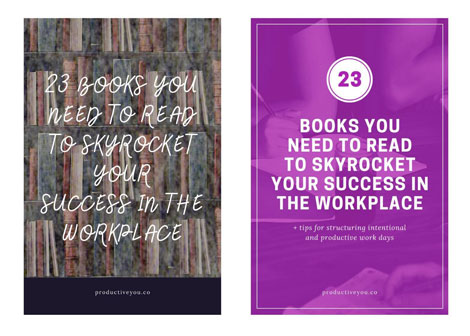 23 BOOKS YOU
NEED TO READ
TO SKYROCKET
YOUR
SUCCESS IN THE
WORKPLACE
productiveyou.co
23
BOOKS YOU
NEED TO READ
TO SKYROCKET
YOUR SUCCESS IN
THE WORKPLACE
+ tips for structuring intentional
and productive work days
productiveyou.co